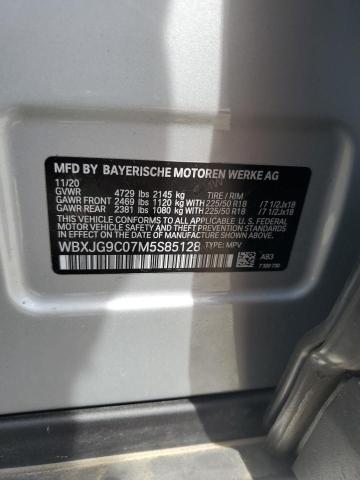 MFD BY BAYERISCHE MOTOREN WERKE AG
11/20
GVWR 4729 lbs 2145 kg TIRE / RIM
GAWR FRONT 2469 lbs 1120 kg WITH 225/50 R18 / 7 1/2Jx18
GAWR REAR 2381 lbs 1080 kg WITH 225/50 R18 / 7 1/2Jx18
THIS VEHICLE CONFORMS TO ALL APPLICABLE FEDERAL MOTOR VEHICLE
SAFETY, BUMPER, AND THEFT PREVENTION STANDARDS
IN EFFECT ON THE DATE OF MANUFACTURE SHOWN ABOVE.
WBXJG9C07M5S85128 TYPE: MPV
AB3